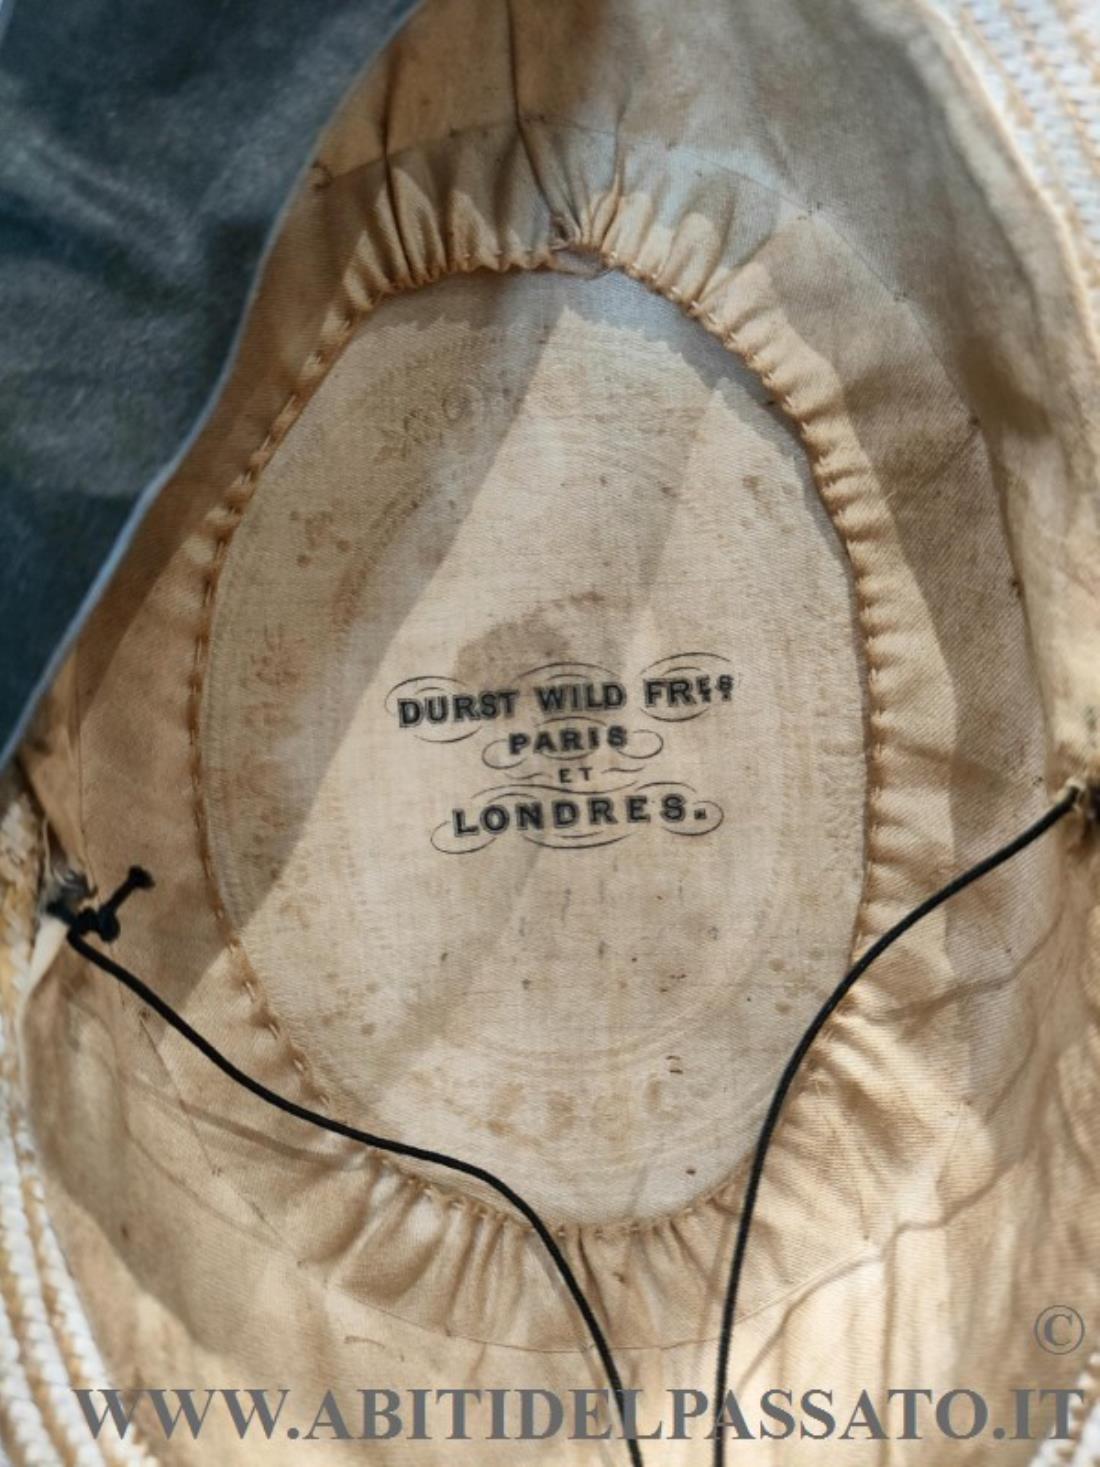 DURST WILD FRES
PARIS
ET
LONDRES.
©
WWW.ABITIDELPASSATO.IT